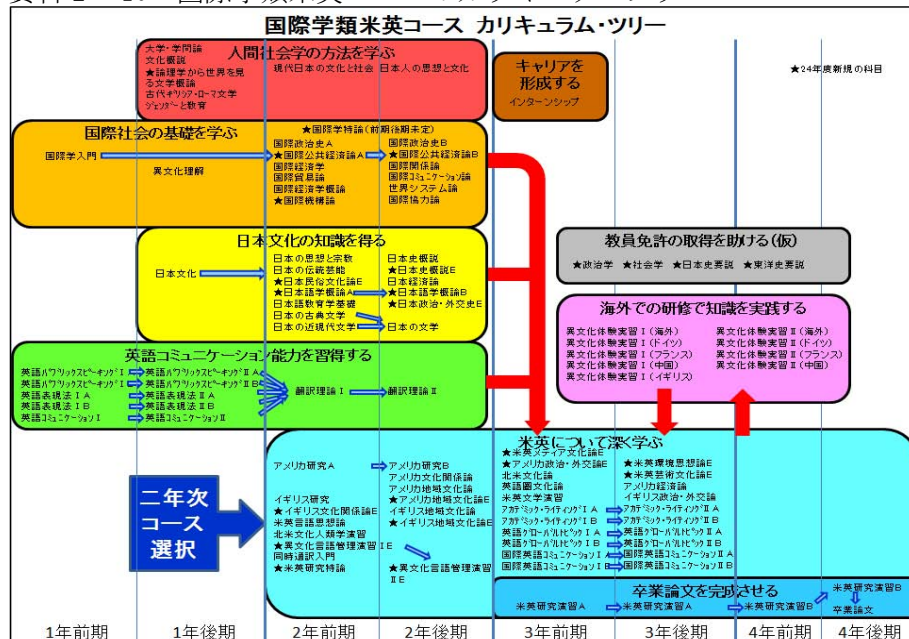 国際学類米英コース カリキュラム・ツリー
人間社会学の方法を学ぶ
大学・学問論
文化概説
★論理学から世界を見
る文学概論
古代ギリシア・ローマ文学
ジェンダーと教育
現代日本の文化と社会 日本人の思想と文化
キャリアを
形成する
インターンシップ
★24年度新規の科目
国際社会の基礎を学ぶ
国際学入門
異文化理解
★国際学特論(前期後期未定)
国際政治史A
★国際公共経済論A
国際経済学
国際貿易論
国際経済学概論
★国際機構論
国際政治史B
★国際公共経済論B
国際関係論
国際コミュニケーション論
世界システム論
国際協力論
日本文化の知識を得る
日本文化
日本の思想と宗教
日本の伝統芸能
★日本民俗文化論E
★日本語学概論A
日本語教育学基礎
日本の古典文学
日本の近現代文学
日本史概説
★日本史概説E
日本経済論
★日本語学概論B
★日本政治・外交史E
日本の文学
教員免許の取得を助ける(仮)
★政治学 ★社会学 ★日本史要説 ★東洋史要説
海外での研修で知識を実践する
異文化体験実習Ⅰ(海外)
異文化体験実習Ⅰ(ドイツ)
異文化体験実習Ⅰ(フランス)
異文化体験実習Ⅰ(中国)
異文化体験実習Ⅰ(イギリス)
異文化体験実習Ⅱ(海外)
異文化体験実習Ⅱ(ドイツ)
異文化体験実習Ⅱ(フランス)
異文化体験実習Ⅱ(中国)
英語コミュニケーション能力を習得する
英語パブリックスピーキングⅠ
英語パブリックスピーキングⅠ
英語表現法ⅠA
英語表現法ⅠB
英語コミュニケーションⅠ
英語パブリックスピーキングⅡA
英語パブリックスピーキングⅡB
英語表現法ⅡA
英語表現法ⅡB
英語コミュニケーションⅡ
翻訳理論Ⅰ
翻訳理論Ⅱ
二年次
コース
選択
米英について深く学ぶ
アメリカ研究A
イギリス研究
★イギリス文化関係論E
米英言語思想論
北米文化人類学演習
★異文化言語管理演習ⅠE
同時通訳入門
★米英研究特論
アメリカ研究B
アメリカ文化関係論
アメリカ地域文化論
★アメリカ地域文化論E
イギリス地域文化論
★イギリス地域文化論E
★異文化言語管理演習
ⅡE
★米英メディア文化論E
★アメリカ政治・外交論E
北米文化論
英語圏文化論
米英文学演習
アカデミック・ライティングⅠA
アカデミック・ライティングⅠB
英語グローバルトピックⅠA
英語グローバルトピックⅠB
国際英語コミュニケーションⅠA
国際英語コミュニケーションⅠB
★米英環境思想論E
★米英芸術文化論E
アメリカ経済論
イギリス政治・外交論
アカデミック・ライティングⅡA
アカデミック・ライティングⅡB
英語グローバルトピックⅡA
英語グローバルトピックⅡB
国際英語コミュニケーションⅡA
国際英語コミュニケーションⅡB
卒業論文を完成させる
米英研究演習A
米英研究演習A
米英研究演習B
米英研究演習B
卒業論文
1年前期
1年後期
2年前期
2年後期
3年前期
3年後期
4年前期
4年後期